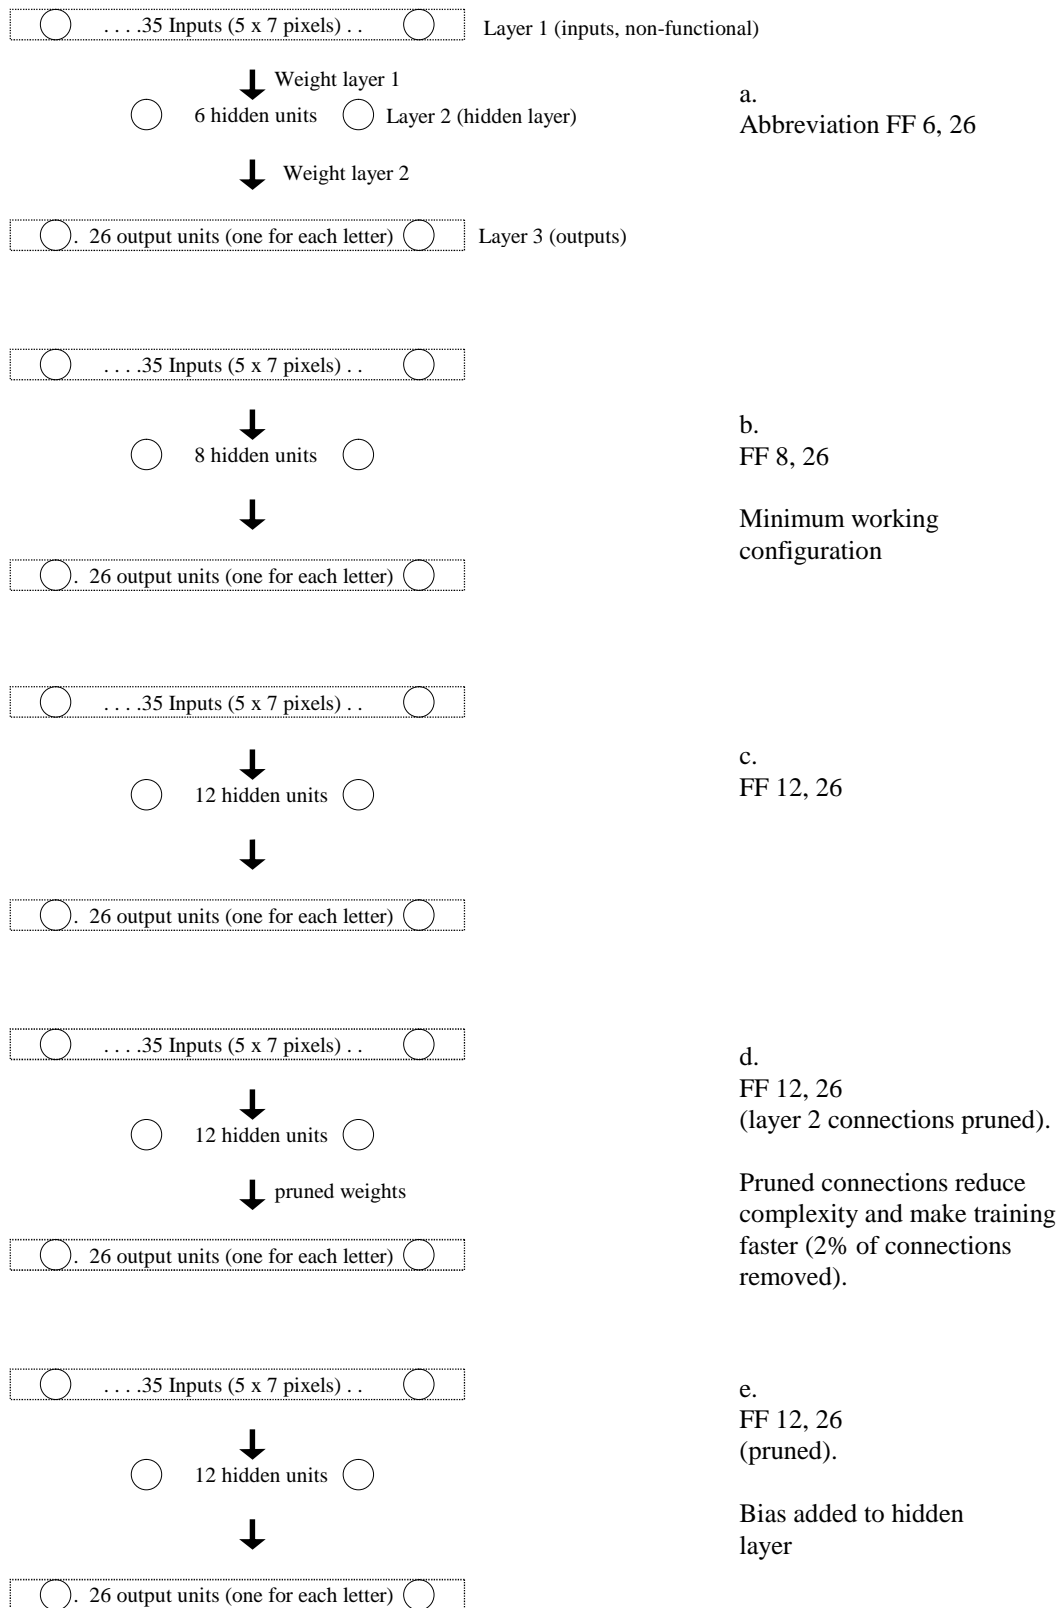 . . . .35 Inputs (5 x 7 pixels) . .
Layer 1 (inputs, non-functional)
Weight layer 1
6 hidden units
Layer 2 (hidden layer)
a.
Abbreviation FF 6, 26
Weight layer 2
. 26 output units (one for each letter)
Layer 3 (outputs)
. . . .35 Inputs (5 x 7 pixels) . .
8 hidden units
b.
FF 8, 26
Minimum working
configuration
. 26 output units (one for each letter)
. . . .35 Inputs (5 x 7 pixels) . .
12 hidden units
c.
FF 12, 26
. 26 output units (one for each letter)
. . . .35 Inputs (5 x 7 pixels) . .
12 hidden units
pruned weights
. 26 output units (one for each letter)
d.
FF 12, 26
(layer 2 connections pruned).
Pruned connections reduce
complexity and make training
faster (2% of connections
removed).
. . . .35 Inputs (5 x 7 pixels) . .
12 hidden units
. 26 output units (one for each letter)
e.
FF 12, 26
(pruned).
Bias added to hidden
layer